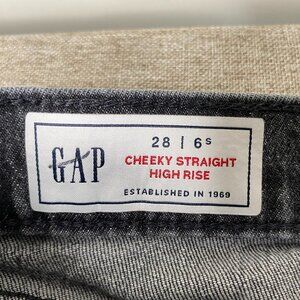 GAP
28 | 6s
CHEEKY STRAIGHT
HIGH RISE
ESTABLISHED IN 1969